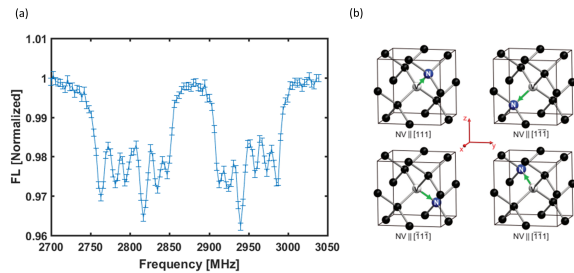 (a)
1.01
1
0.99
0.98
0.97
0.96
FL [Normalized]
2700 2750 2800 2850 2900 2950 3000 3050
Frequency [MHz]
(b)
N
V
NV || [111]
N
V
NV || [11̅1̅]
z
x
y
V
N
NV || [1̅11̅]
N
V
NV || [1̅1̅1]